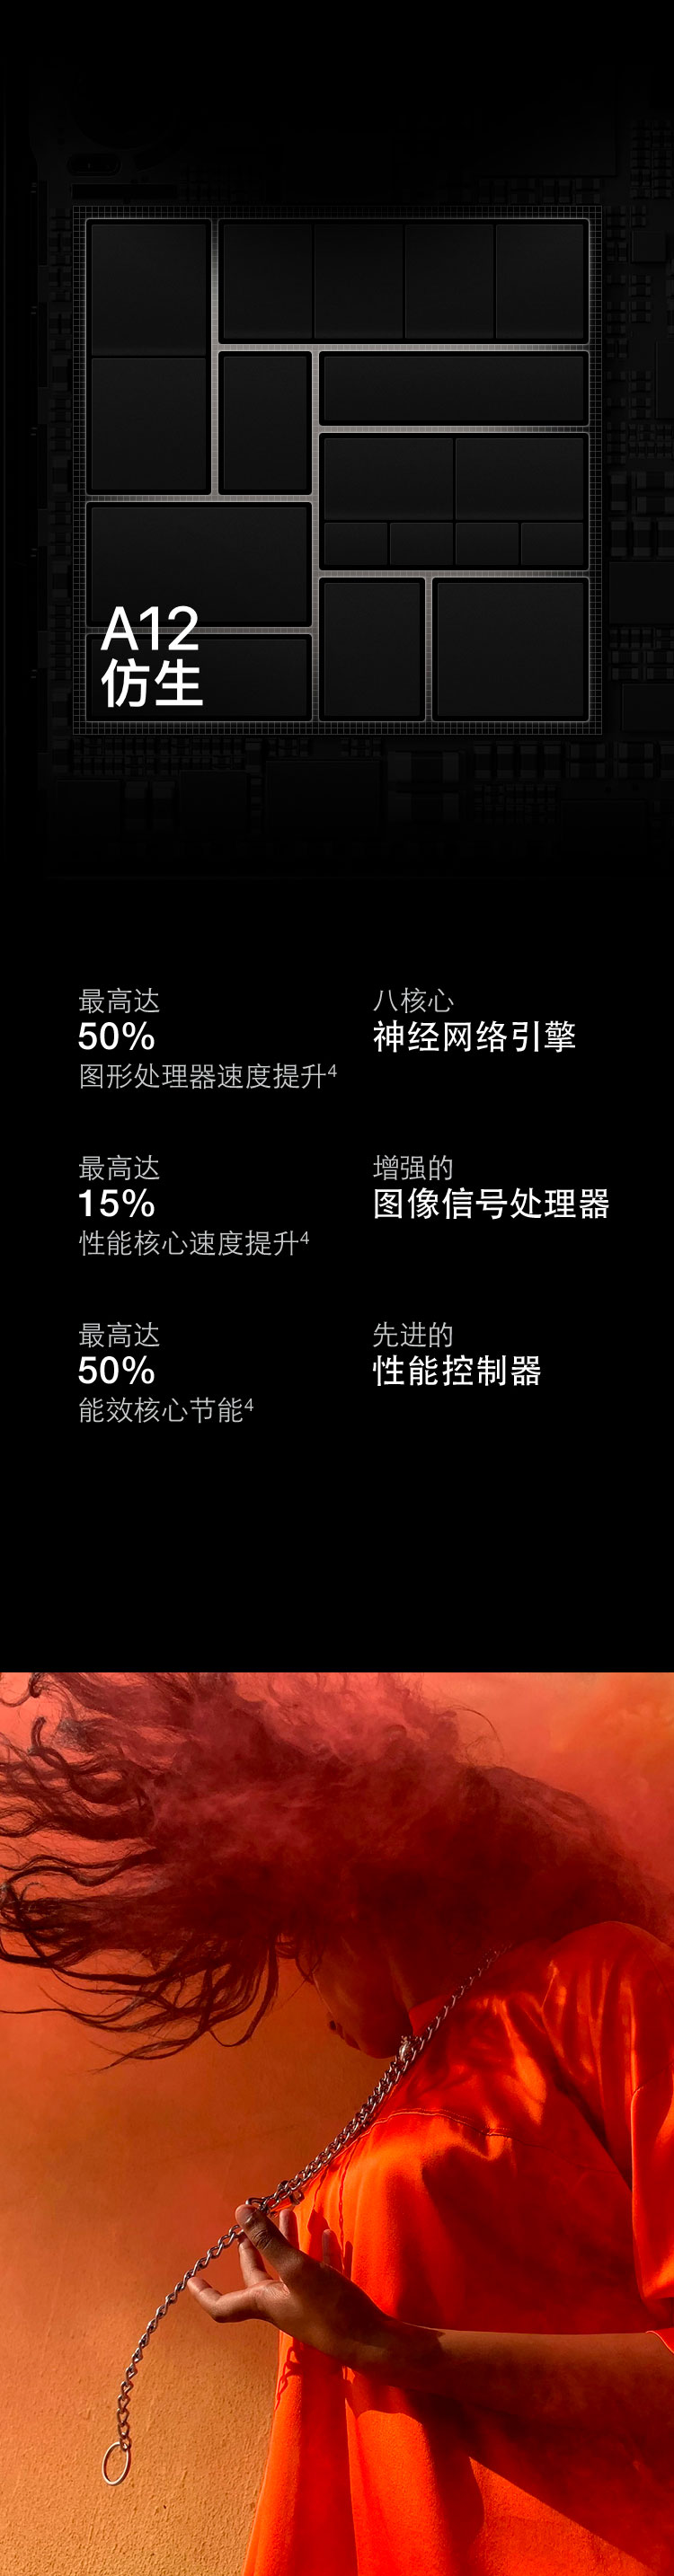 A12
仿生
最高达
50%
图形处理器速度提升4
八核心
神经网络引擎
最高达
15%
性能核心速度提升4
增强的
图像信号处理器
最高达
50%
能效核心节能4
先进的
性能控制器